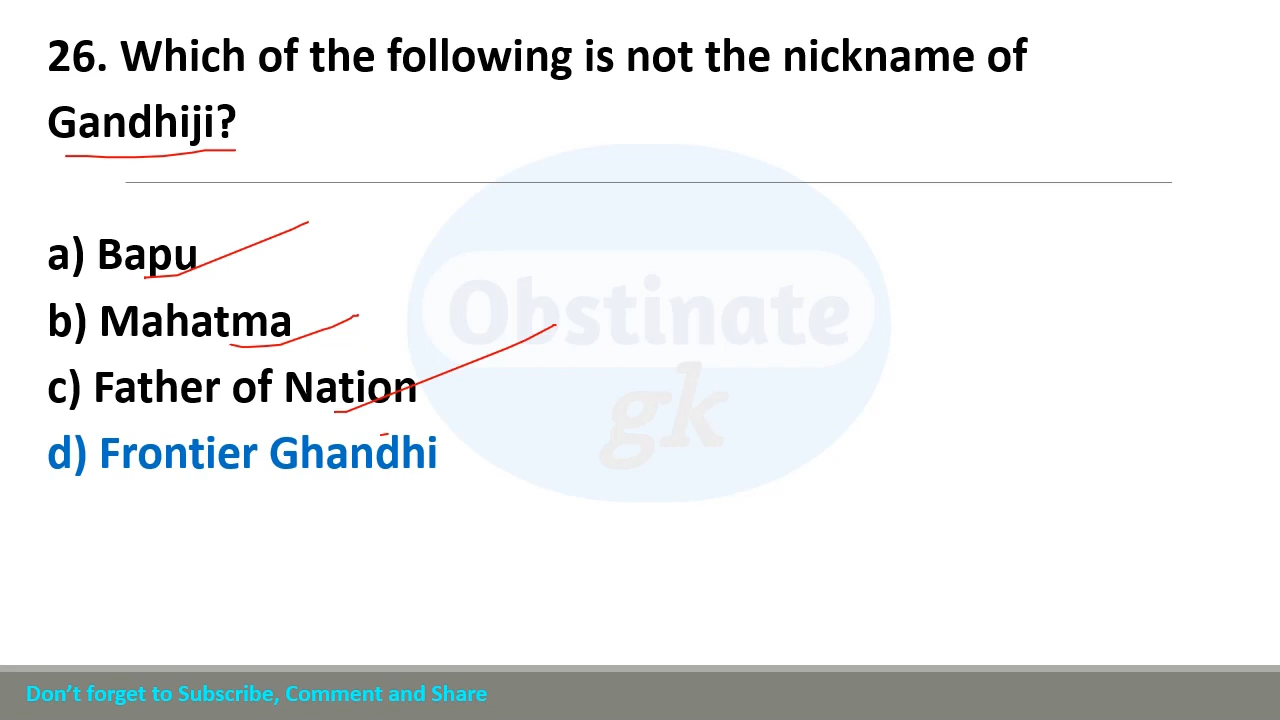 26. Which of the following is not the nickname of
Gandhiji?
a) Bapu
b) Mahatma
c) Father of Nation
d) Frontier Ghandhi
Obstinate
gk
Don’t forget to Subscribe, Comment and Share